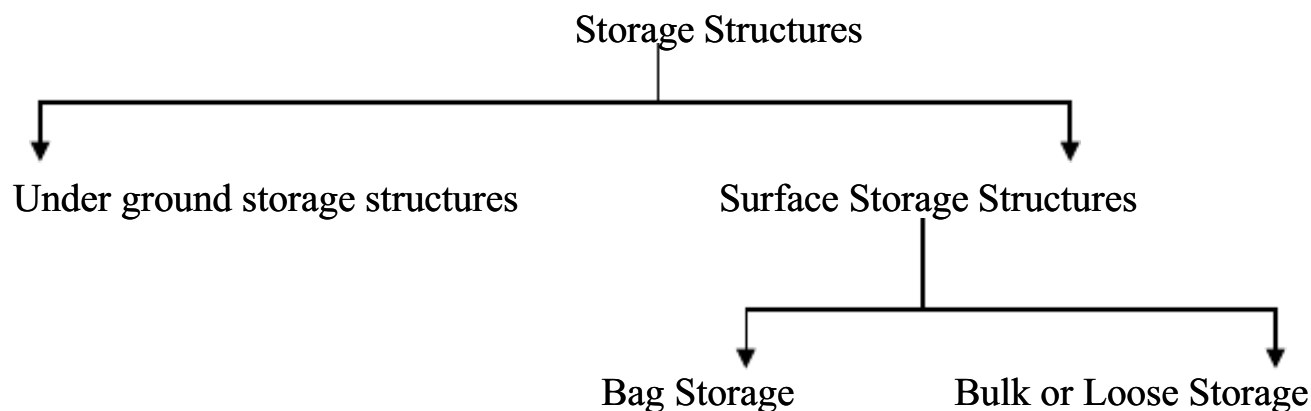 Storage Structures
Under ground storage structures
Surface Storage Structures
Bag Storage
Bulk or Loose Storage